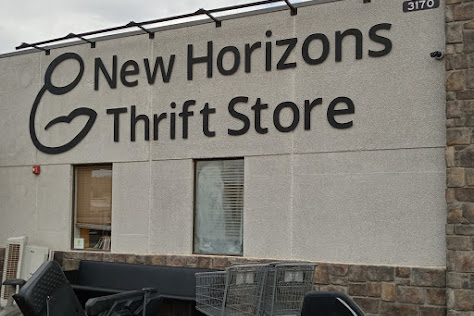 3170
New Horizons
Thrift Store